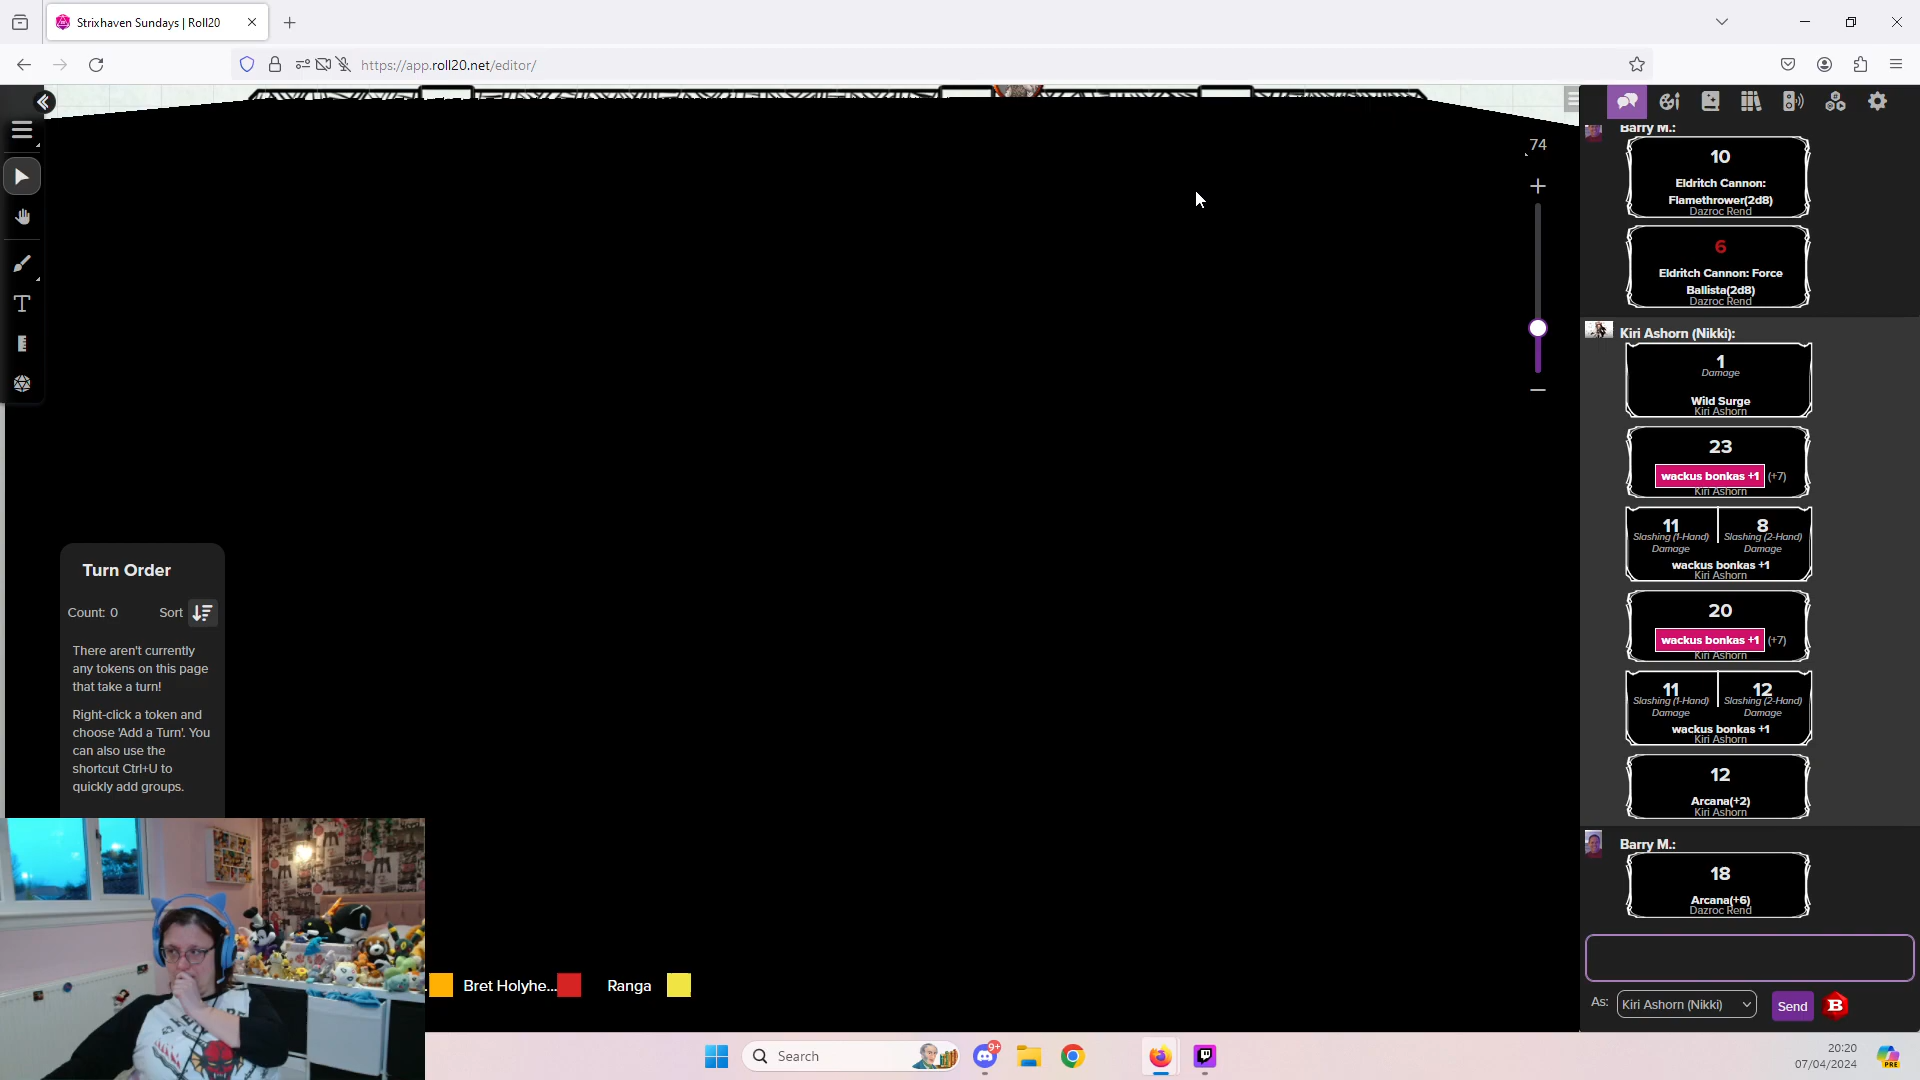 Strixhaven Sundays | Roll20
https://app.roll20.net/editor/
74
Turn Order
Count: 0 Sort
There aren't currently
any tokens on this page
that take a turn!
Right-click a token and
choose 'Add a Turn'. You
can also use the
shortcut Ctrl+U to
quickly add groups.
Bret Holyhe...
Ranga
Barry M.:
10
Eldritch Cannon:
Flamethrower(2d8)
Dazroc Rend
6
Eldritch Cannon: Force
Ballista(2d8)
Dazroc Rend
Kiri Ashorn (Nikki):
1
Damage
Wild Surge
Kiri Ashorn
23
wackus bonkas +1 (+7)
Kiri Ashorn
11 8
Slashing (1-Hand) Slashing (2-Hand)
Damage Damage
wackus bonkas +1
Kiri Ashorn
20
wackus bonkas +1 (+7)
Kiri Ashorn
11 12
Slashing (1-Hand) Slashing (2-Hand)
Damage Damage
wackus bonkas +1
Kiri Ashorn
12
Arcana(+2)
Kiri Ashorn
Barry M.:
18
Arcana(+6)
Dazroc Rend
As: Kiri Ashorn (Nikki) Send B
Search
9+
20:20
07/04/2024
PRE